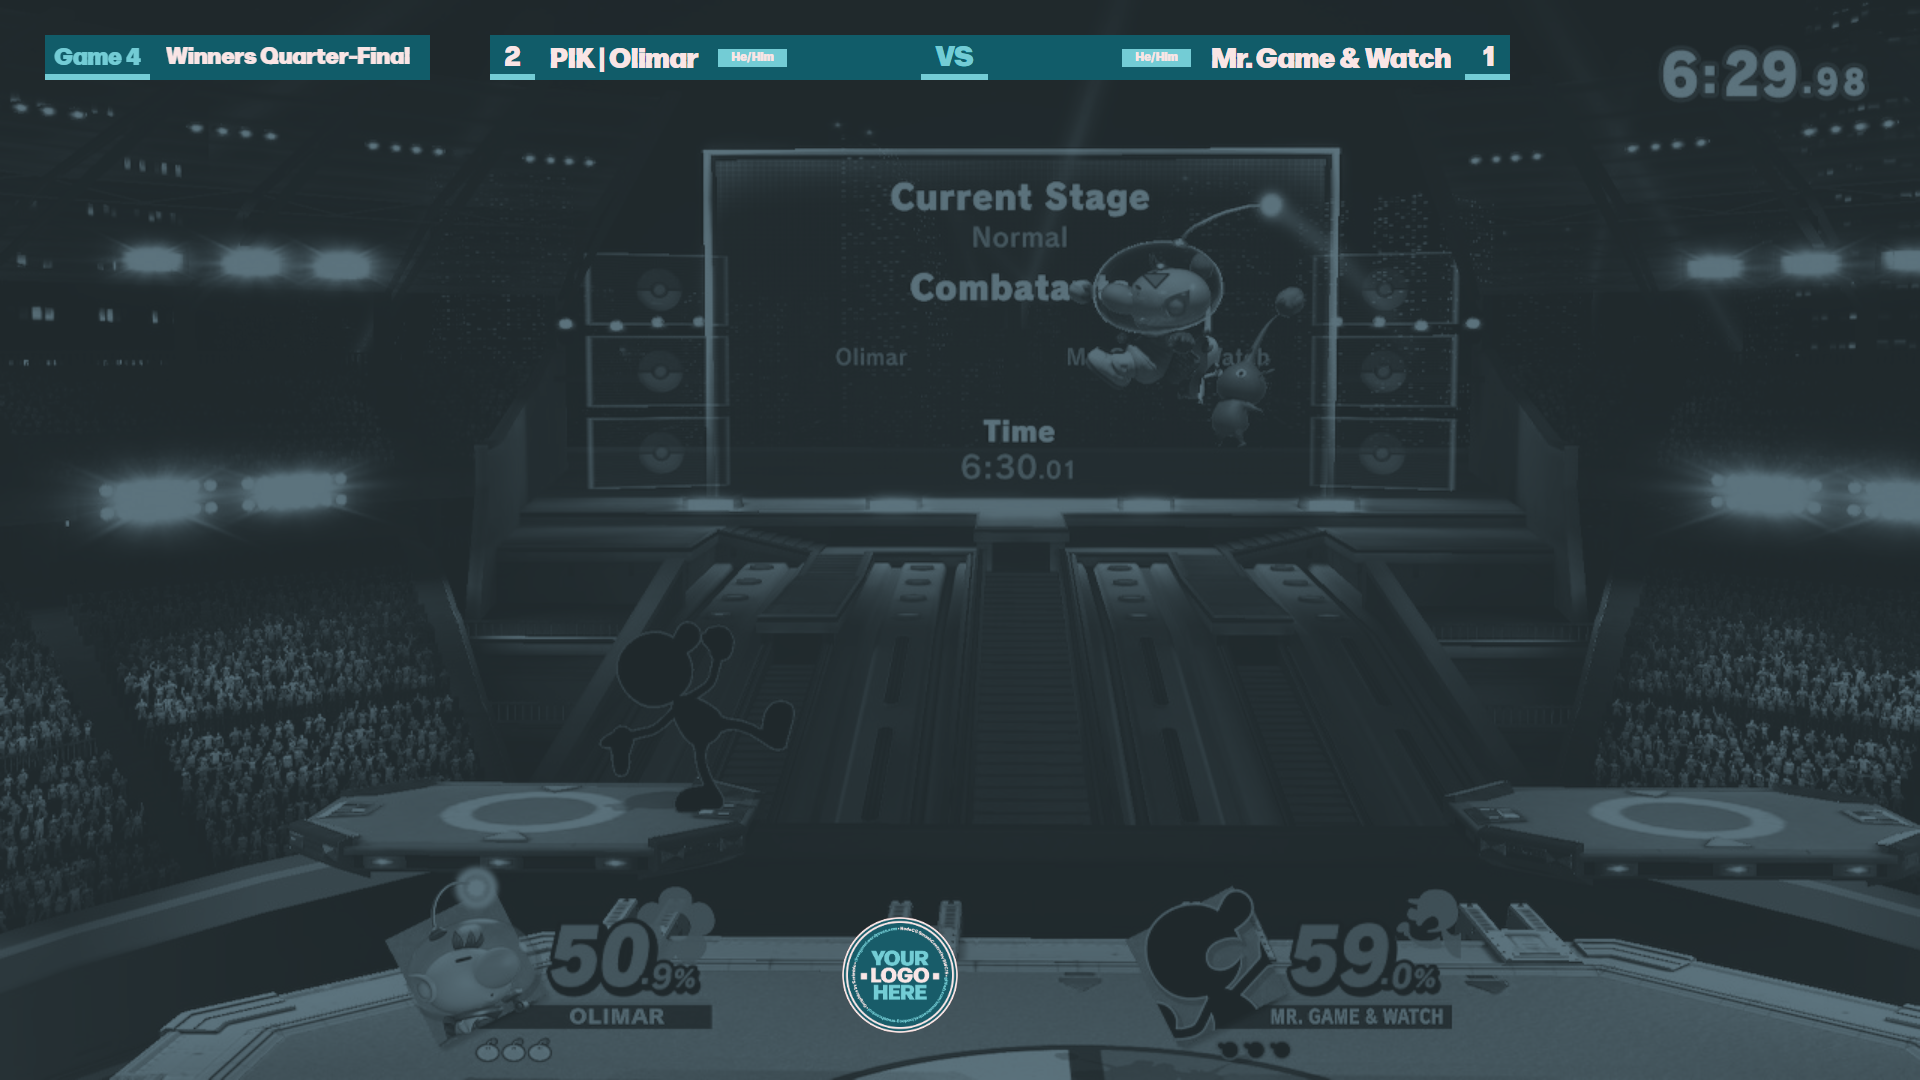 Game 4 Winners Quarter-Final
2 PIK | Olimar He/Him VS He/Him Mr. Game & Watch 1
6:29.98
Current Stage
Normal
Olimar
Time
6:30.01
50.9%
OLIMAR
YOUR
LOGO
HERE
59.0%
MR. GAME & WATCH